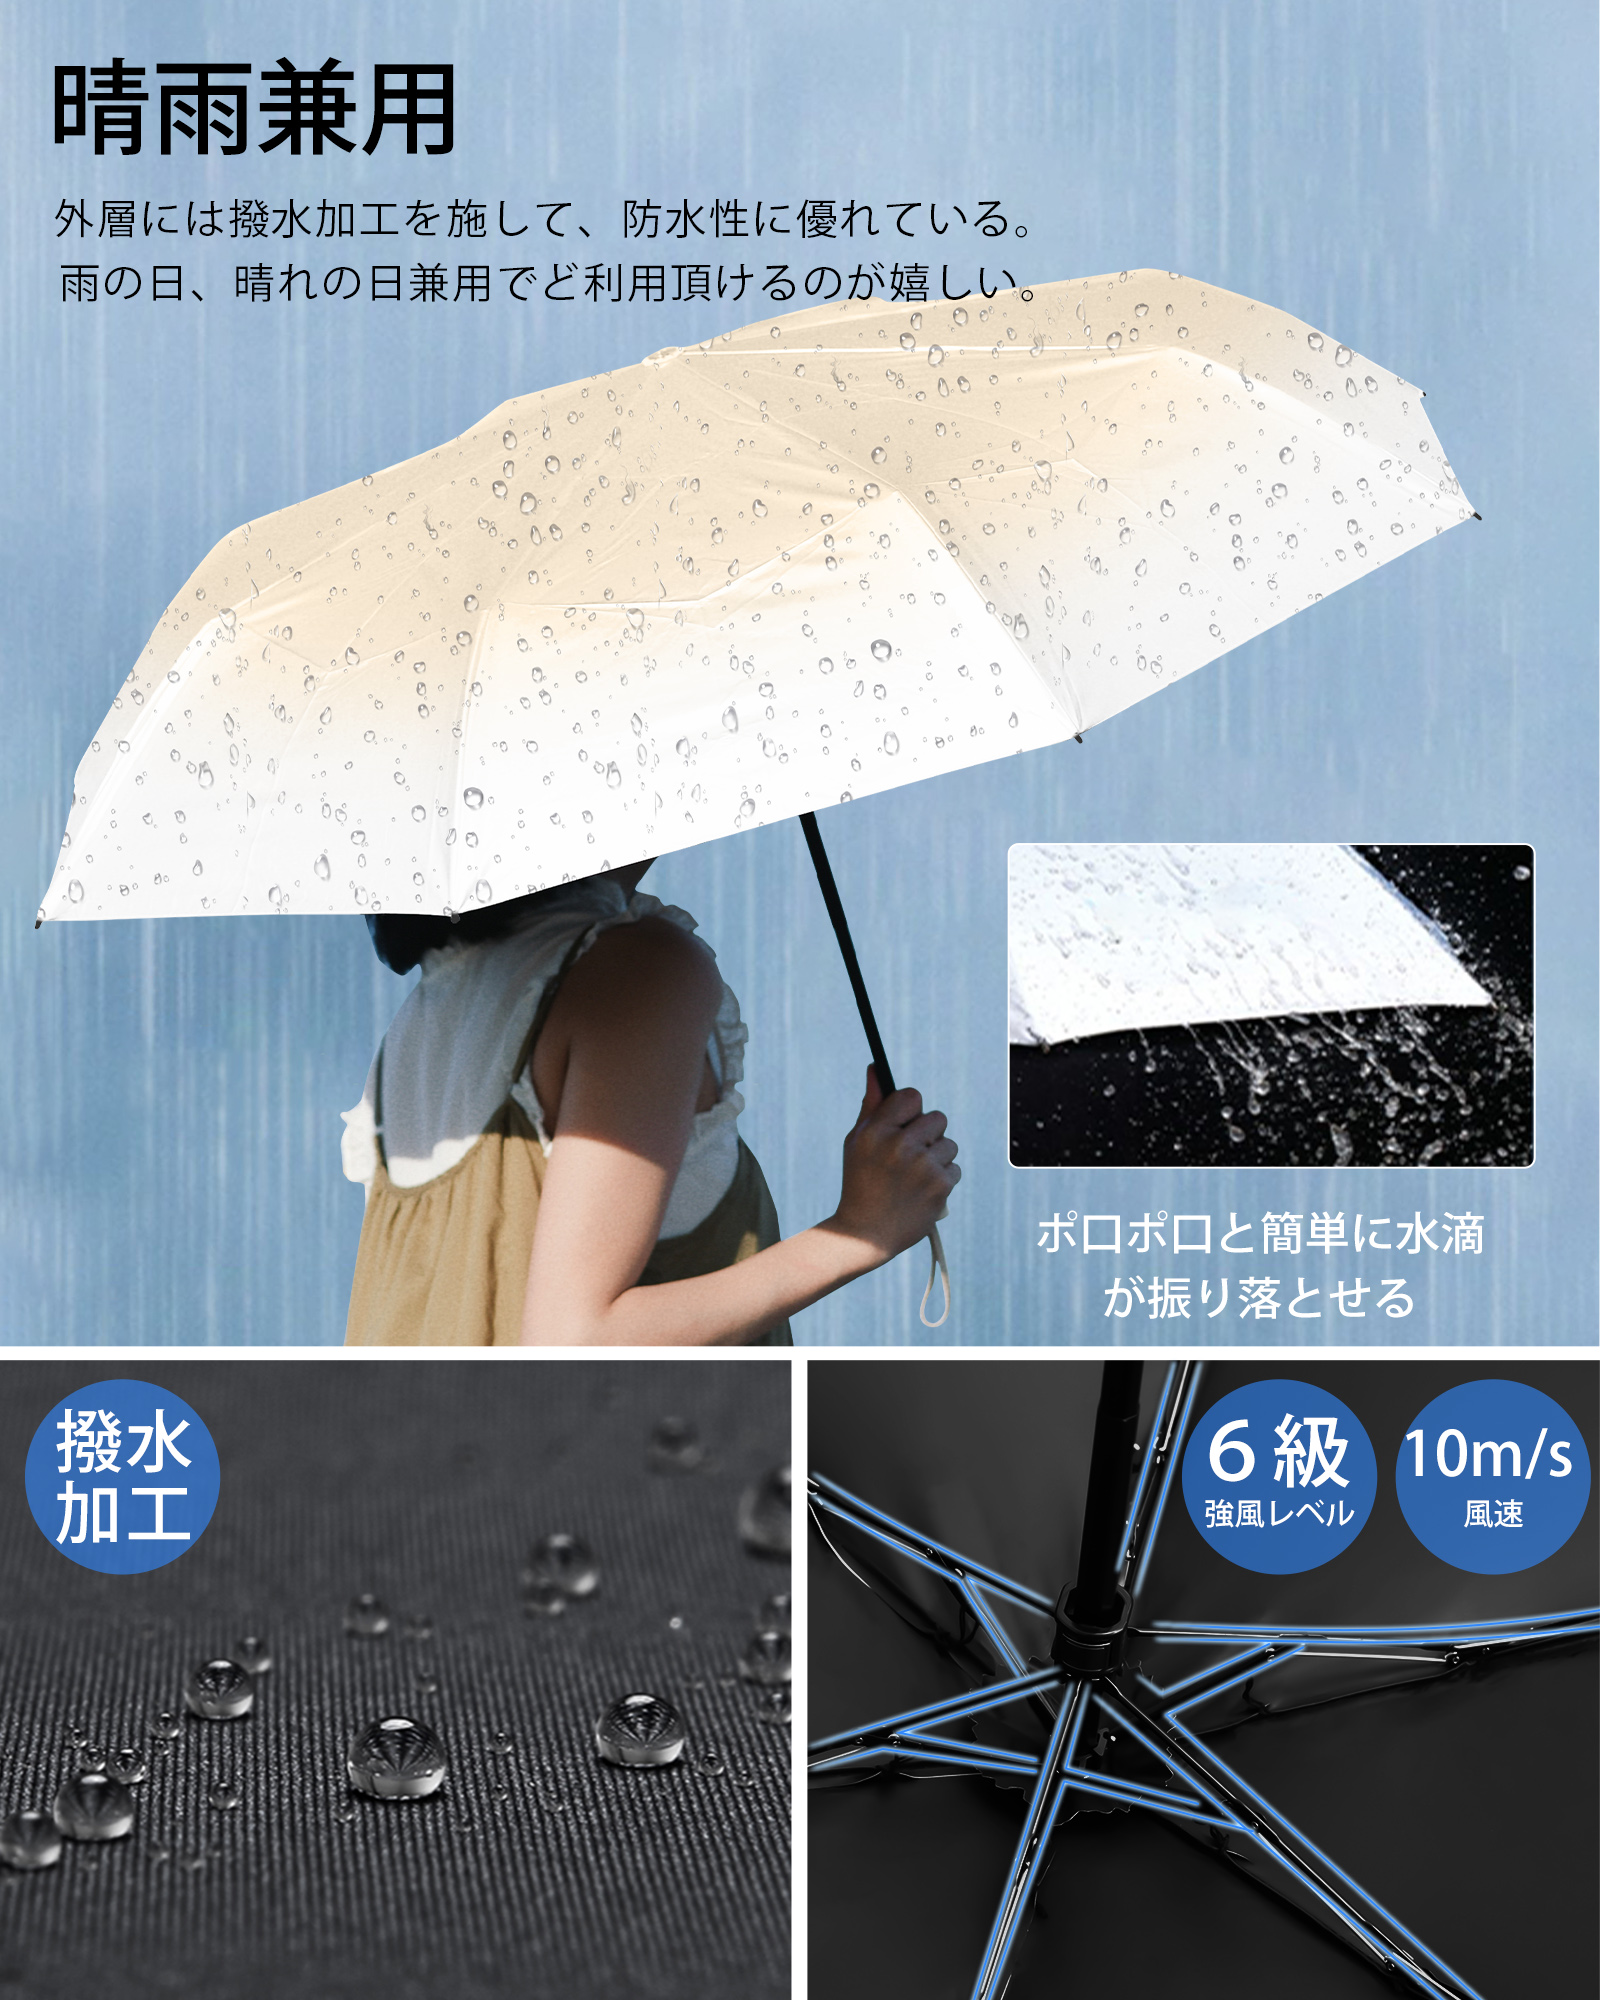 晴雨兼用
外層には撥水加工を施して、防水性に優れている。
雨の日、晴れの日兼用でど利用頂けるのが嬉しい。
ポロポロと簡単に水滴
が振り落とせる
撥水
加工
6級
強風レベル
10m/s
風速